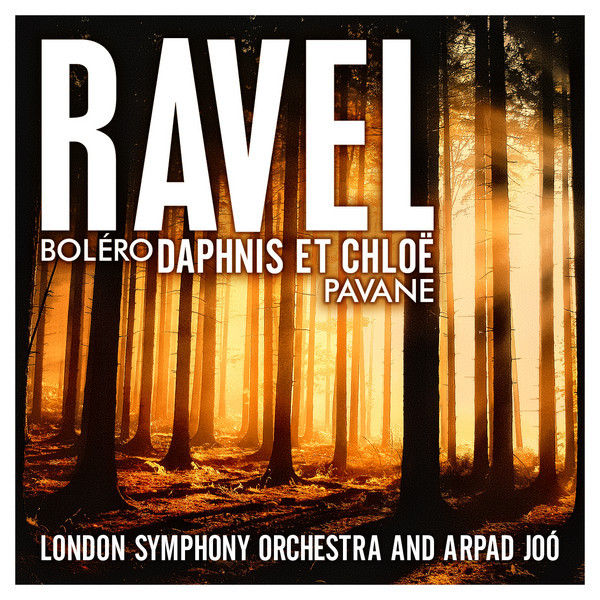 RAVEL
BOLÉRO DAPHNIS ET CHLOË
PAVANE
LONDON SYMPHONY ORCHESTRA AND ARPAD JOÓ